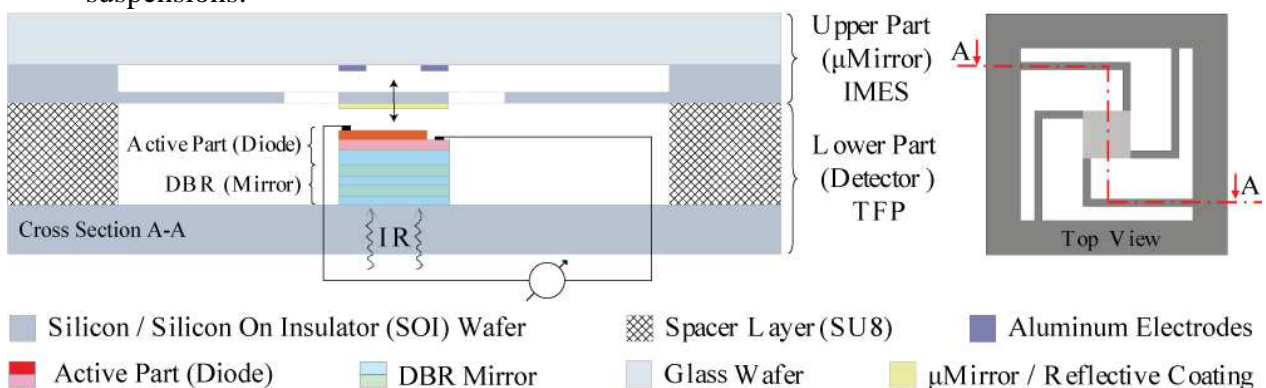 suspensions.
Upper Part
(μMirror)
IMES
Active Part (Diode)
DBR (Mirror)
Lower Part
(Detector )
TFP
Cross Section A-A
IR
A
A
Top View
Silicon / Silicon On Insulator (SOI) Wafer
Spacer Layer (SU8)
Aluminum Electrodes
Active Part (Diode)
DBR Mirror
Glass Wafer
μMirror / Reflective Coating